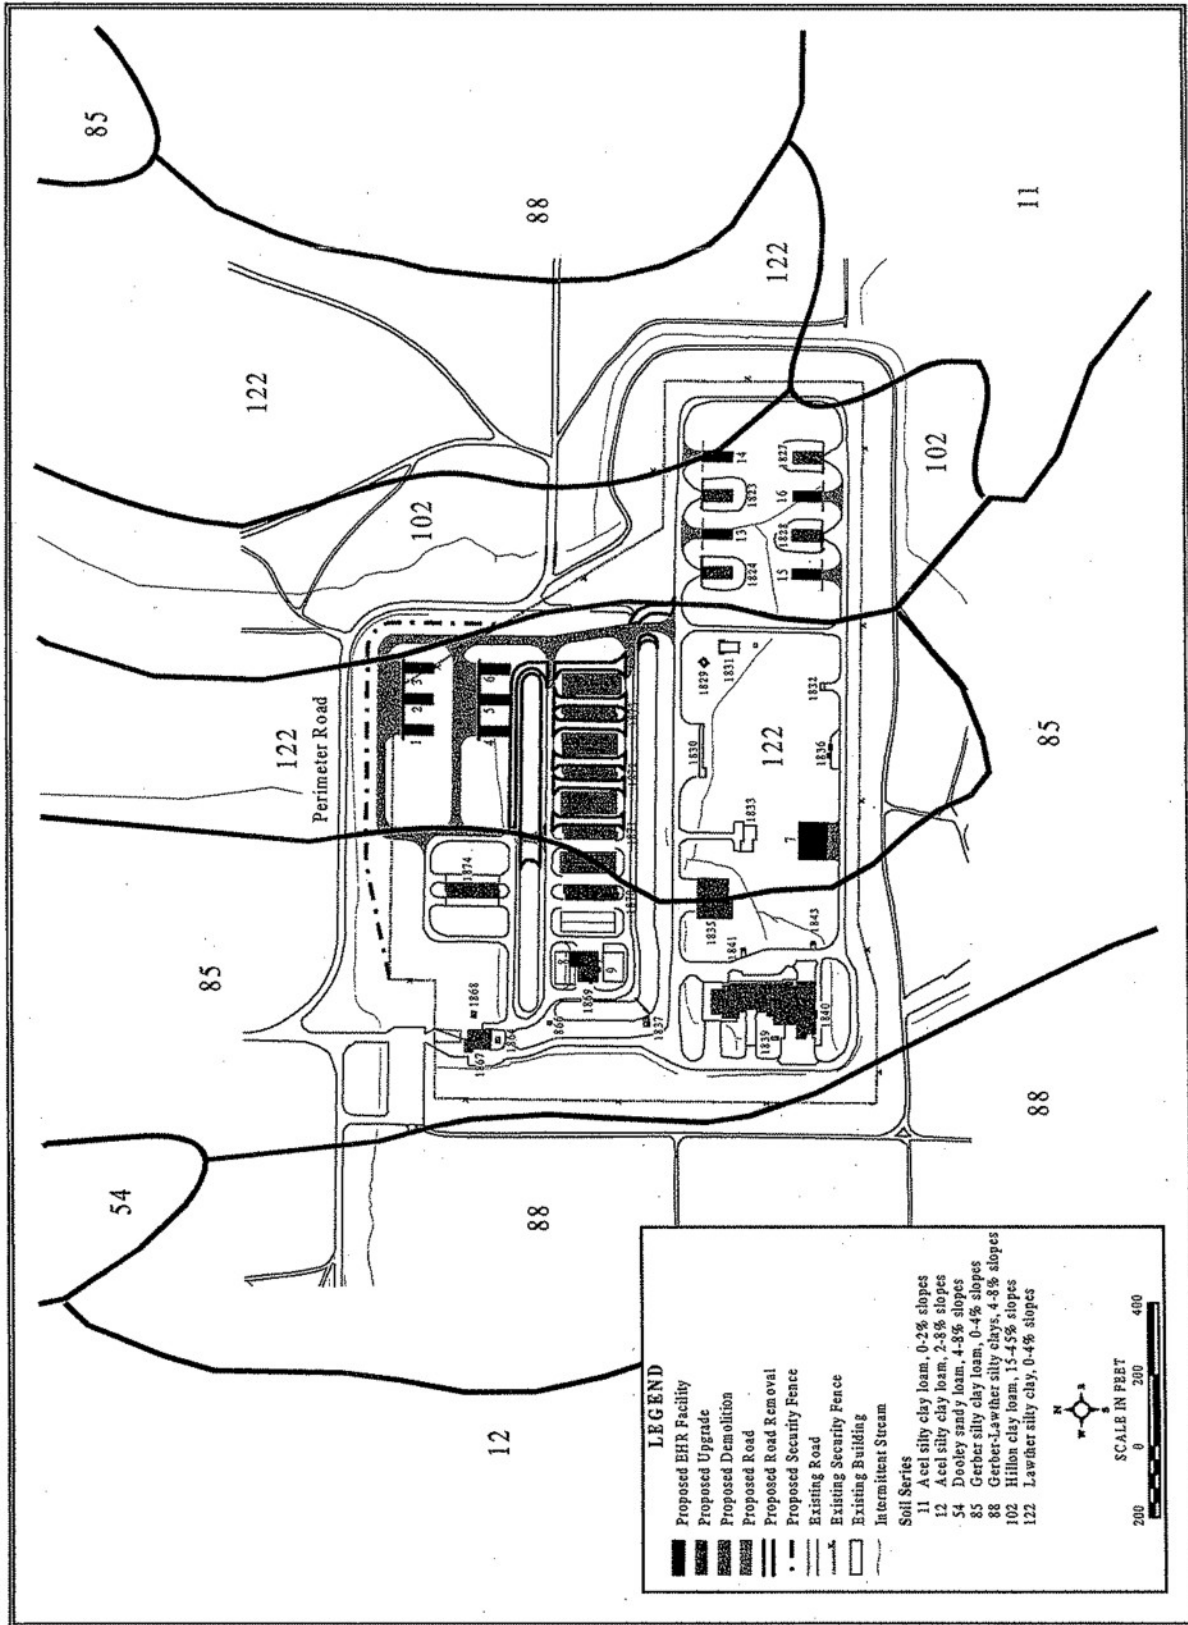 85
88
122
11
122
102
102
14
1823
13
1824
1827
16
1828
15
122
Perimeter Road
3
2
1
6
5
4
1829
1831
1832
1830
122
1836
1833
7
85
85
1874
1835
1841
1843
8
9
1869
1868
1867
1866
1837
1839
1840
54
88
88
12
LEGEND
Proposed EHR Facility
Proposed Upgrade
Proposed Demolition
Proposed Road
Proposed Road Removal
Proposed Security Fence
Existing Road
Existing Security Fence
Existing Building
Intermittent Stream
Soil Series
11 Acel silty clay loam, 0-2% slopes
12 Acel silty clay loam, 2-8% slopes
54 Dooley sandy loam, 4-8% slopes
85 Gerber silty clay loam, 0-4% slopes
88 Gerber-Lawther silty clays, 4-8% slopes
102 Hillon clay loam, 15-45% slopes
122 Lawther silty clay, 0-4% slopes
N
W E
S
SCALE IN FEET
200 0 200 400